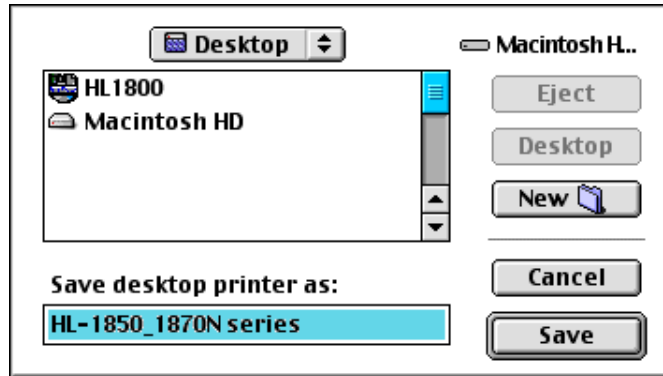 Desktop
Macintosh H...
HL1800
Macintosh HD
Eject
Desktop
New
Save desktop printer as:
HL-1850_1870N series
Cancel
Save